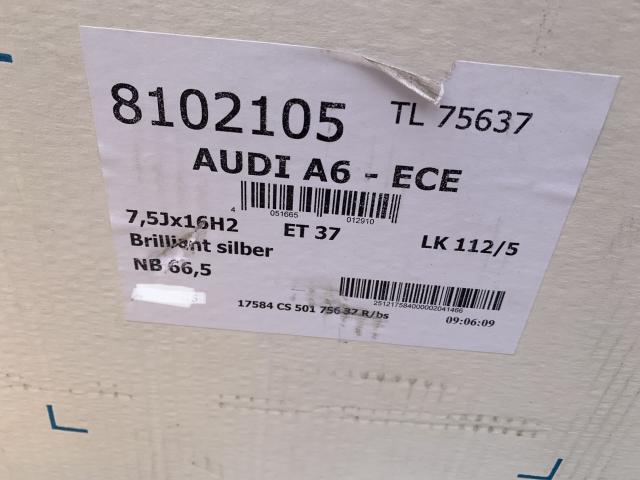 8102105 TL 75637
AUDI A6 - ECE
4 051665 012910
7,5Jx16H2 ET 37 LK 112/5
Brilliant silber
NB 66,5
251217584000002041466
17584 CS 501 756 37 R/bs 09:06:09